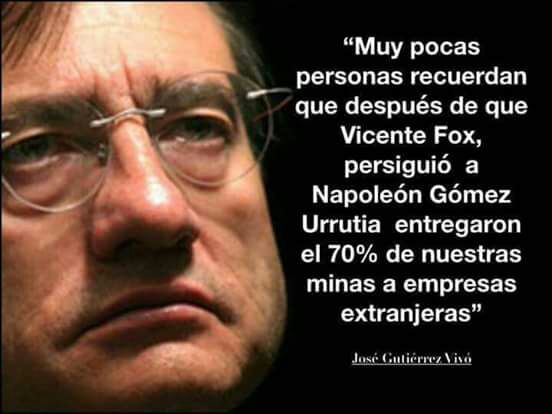 “Muy pocas
personas recuerdan
que después de que
Vicente Fox,
persiguió a
Napoleón Gómez
Urrutia entregaron
el 70% de nuestras
minas a empresas
extranjeras”
José Gutiérrez Vivó